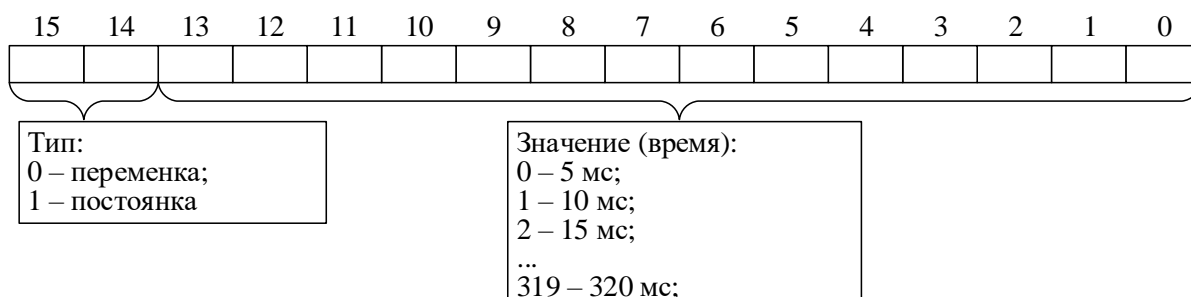 15 14 13 12 11 10 9 8 7 6 5 4 3 2 1 0
Тип:
0 – переменка;
1 – постоянка
Значение (время):
0 – 5 мс;
1 – 10 мс;
2 – 15 мс;
...
319 – 320 мс;